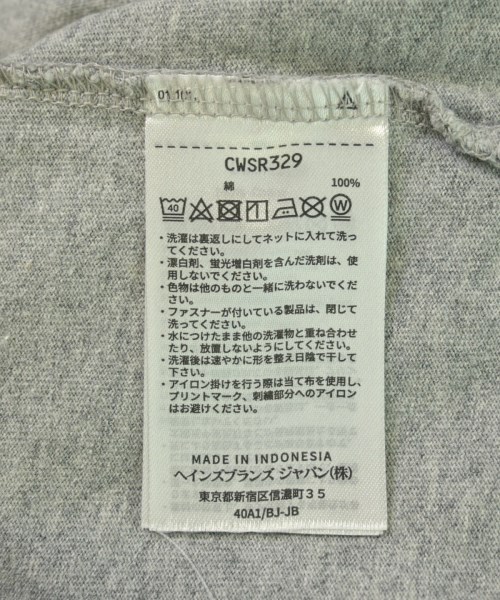 CWSR329
綿 100%
40 W
・洗濯は裏返しにしてネットに入れて洗っ
てください。
・漂白剤、蛍光増白剤を含んだ洗剤は、使
用しないでください。
・色物は他のものと一緒に洗わないでくだ
さい。
・ファスナーが付いている製品は、閉じて
洗ってください。
・水につけたまま他の洗濯物と重ね合わせ
たり、放置しないようにしてください。
・洗濯後は速やかに形を整え日陰で干して
下さい。
・アイロン掛けを行う際は当て布を使用し、
プリントマーク、刺繍部分へのアイロン
はお避けください。
MADE IN INDONESIA
ヘインズブランズ ジャパン(株)
東京都新宿区信濃町３５
40A1/BJ-JB